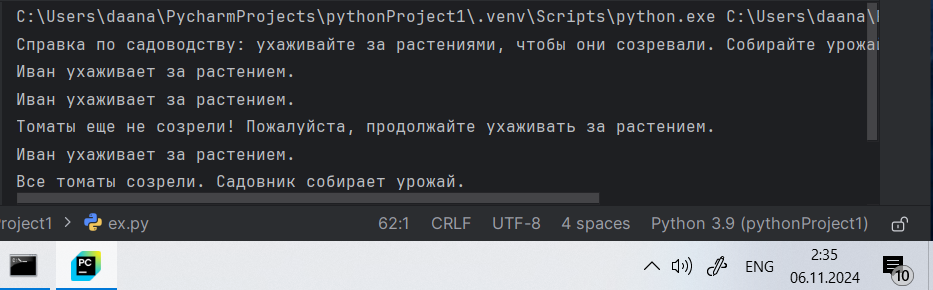 C:\Users\daana\PycharmProjects\pythonProject1\.venv\Scripts\python.exe C:\Users\daana\
Справка по садоводству: ухаживайте за растениями, чтобы они созревали. Собирайте урожа
Иван ухаживает за растением.
Иван ухаживает за растением.
Томаты еще не созрели! Пожалуйста, продолжайте ухаживать за растением.
Иван ухаживает за растением.
Все томаты созрели. Садовник собирает урожай.
roject1 > ex.py 62:1 CRLF UTF-8 4 spaces Python 3.9 (pythonProject1)
PC ENG 2:35
06.11.2024 10